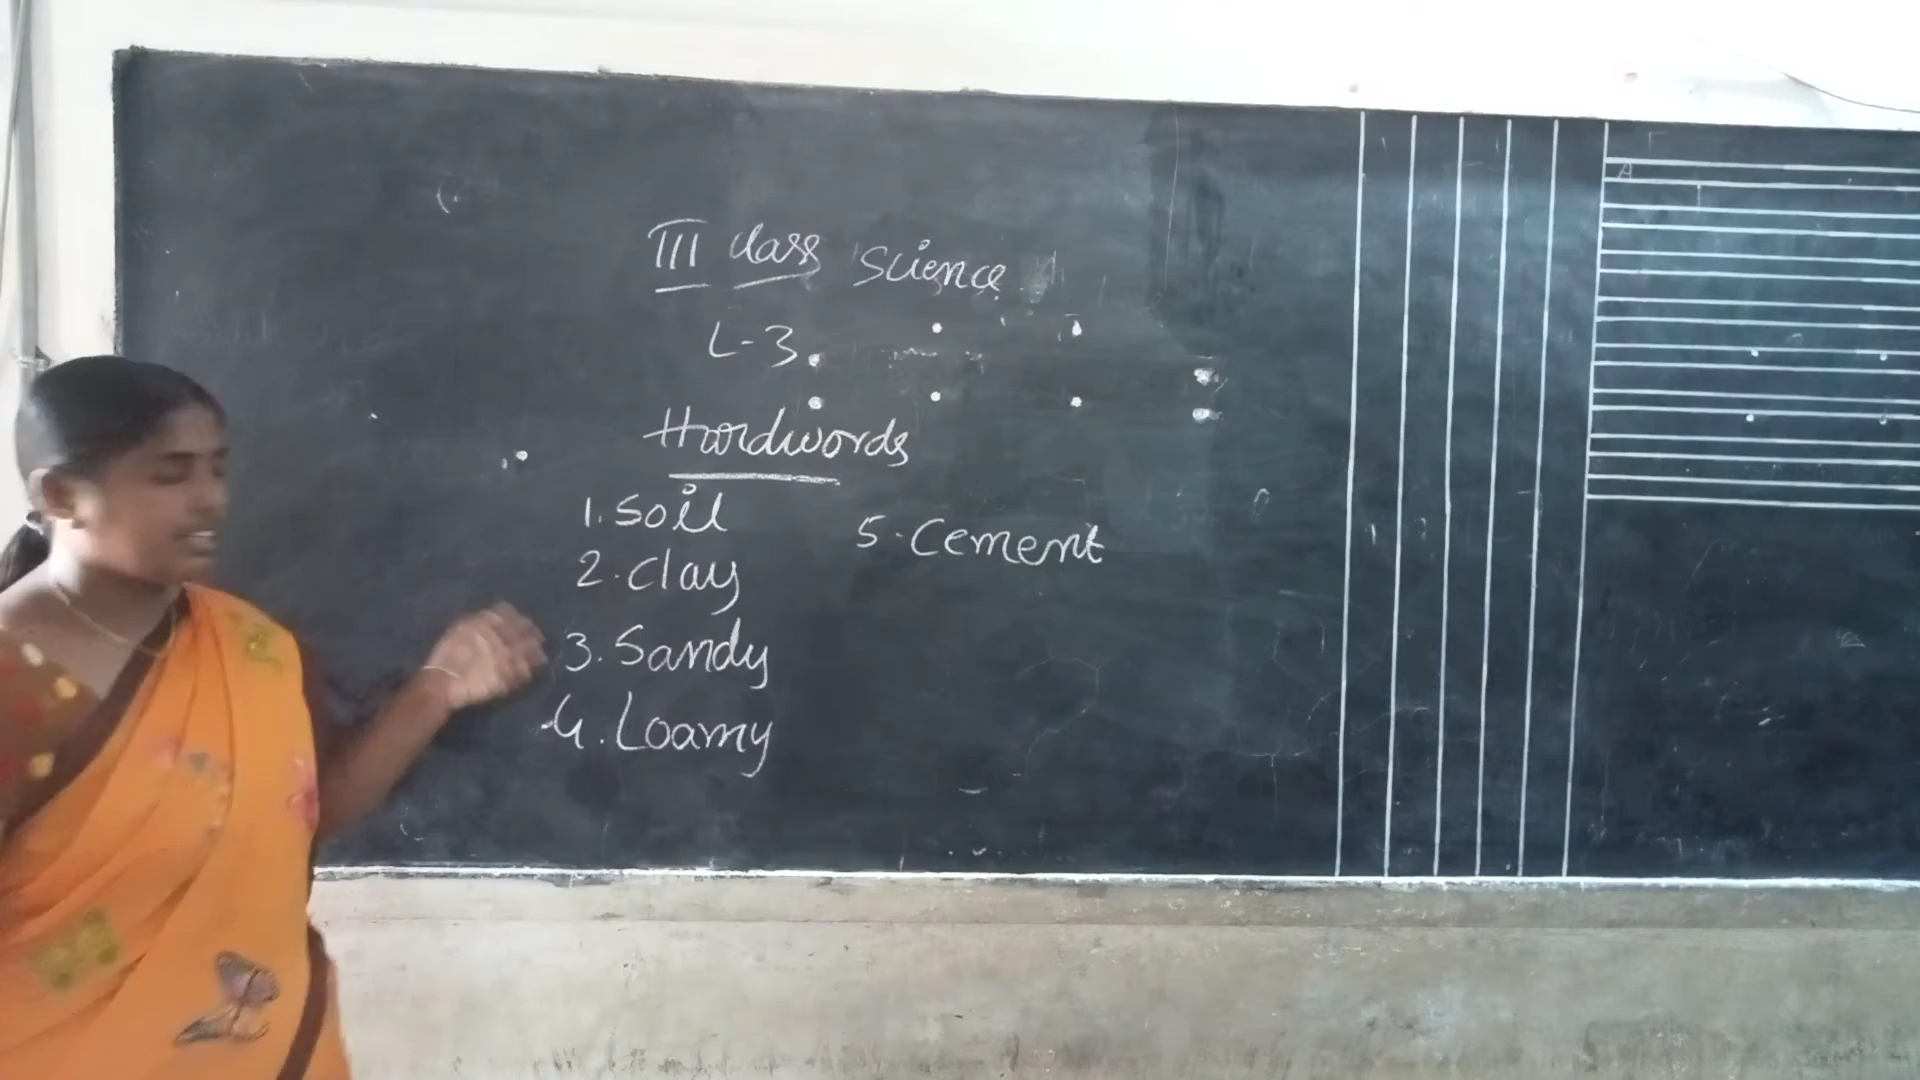 III class Science
L-3
Hardwords
1. Soil
2. Clay
3. Sandy
4. Loamy
5. Cement
A